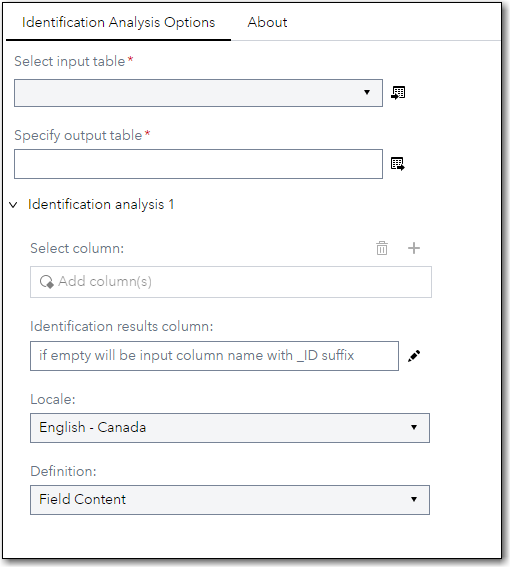 Identification Analysis Options About
Select input table*
Specify output table*
Identification analysis 1
Select column:
Add column(s)
Identification results column:
if empty will be input column name with _ID suffix
Locale:
English - Canada
Definition:
Field Content